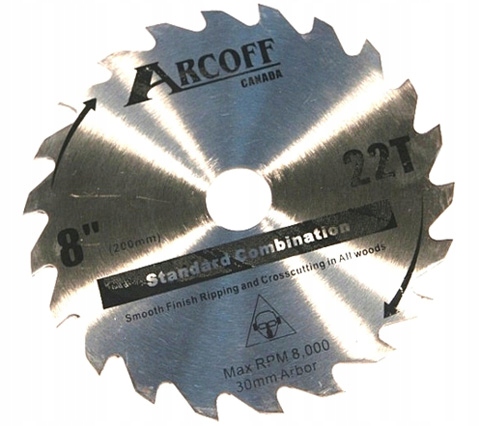 ARCOFF
CANADA
22T
8" (200mm)
Standard Combination
Smooth Finish Ripping and Crosscutting in All woods
Max RPM 8,000
30mm Arbor